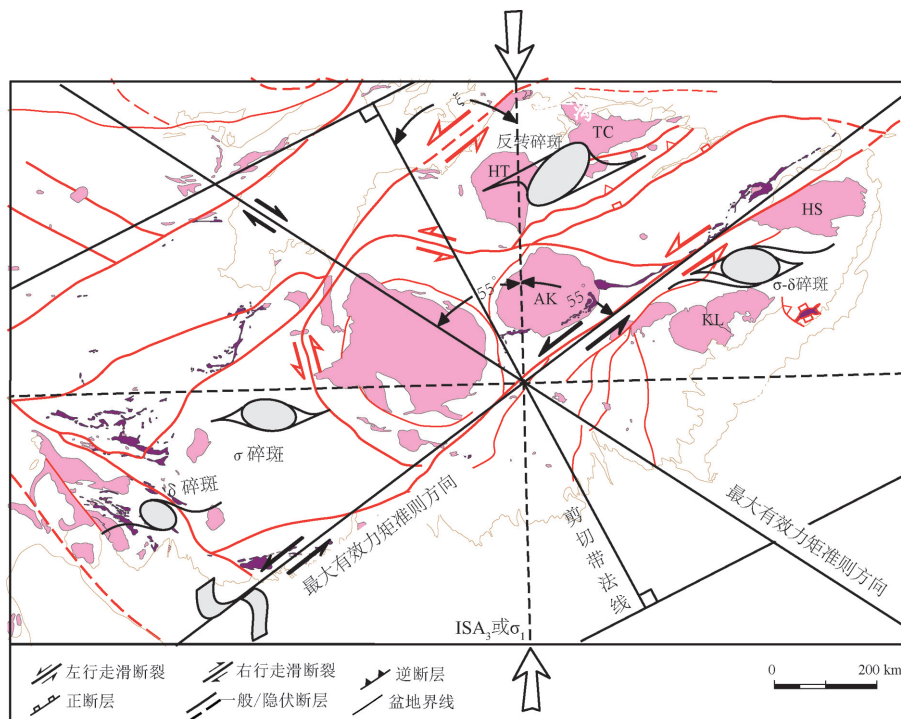 ξ
沟
TC
反转碎斑
HT
HS
σ-δ碎斑
55°
AK
55°
KL
σ 碎斑
δ 碎斑
最大有效力矩准则方向
剪切带法线
最大有效力矩准则方向
ISA₃或σ₁
左行走滑断裂
右行走滑断裂
逆断层
0 200 km
正断层
一般/隐伏断层
盆地界线